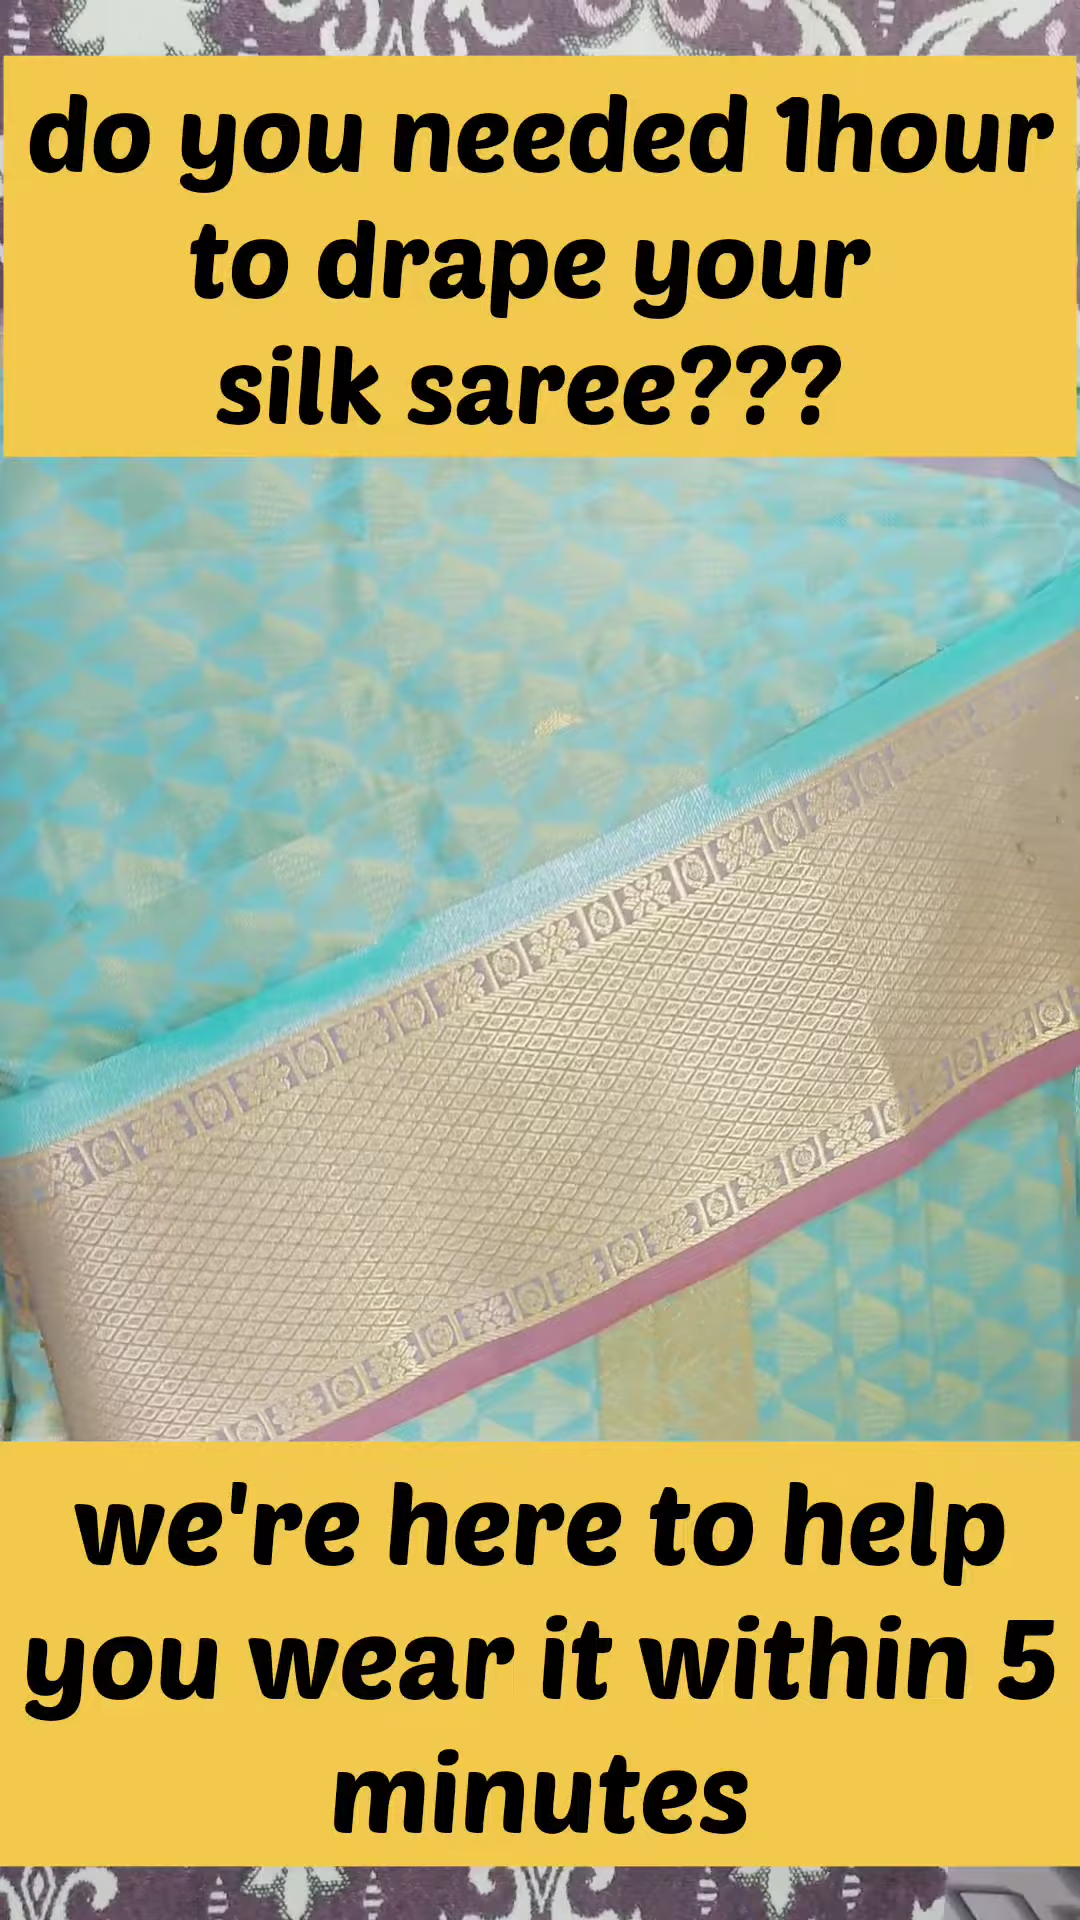 do you needed 1hour
to drape your
silk saree???
we're here to help
you wear it within 5
minutes